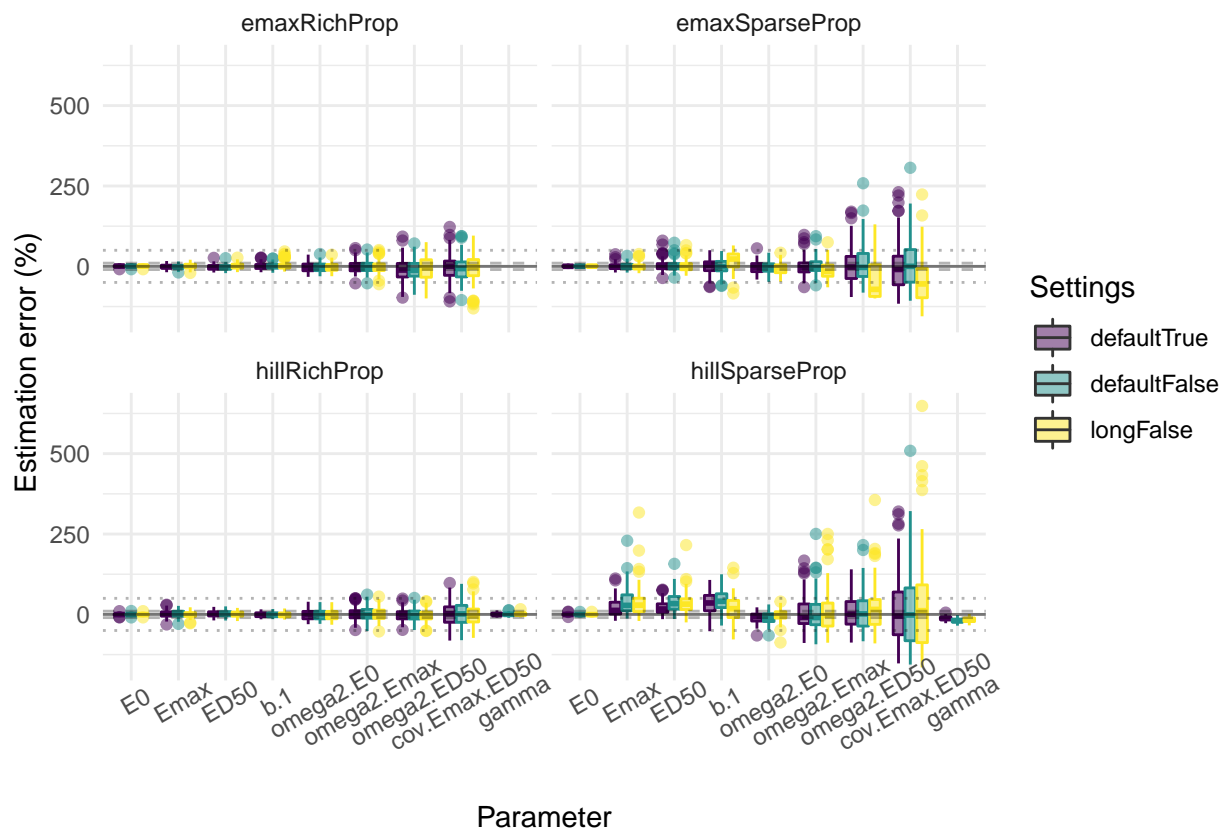 emaxRichProp
emaxSparseProp
500
250
0
hillRichProp
hillSparseProp
500
250
0
E0
Emax
ED50
b.1
omega2.E0
omega2.Emax
omega2.ED50
cov.Emax.ED50
gamma
E0
Emax
ED50
b.1
omega2.E0
omega2.Emax
omega2.ED50
cov.Emax.ED50
gamma
Parameter
Estimation error (%)
Settings
defaultTrue
defaultFalse
longFalse